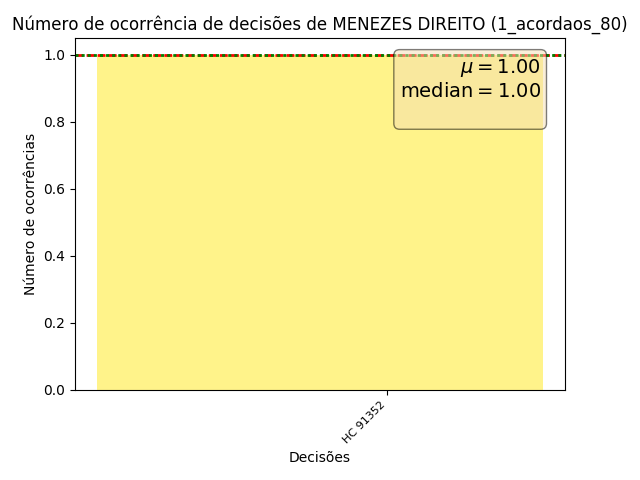 Número de ocorrência de decisões de MENEZES DIREITO (1_acordaos_80)
μ = 1.00
median = 1.00
1.0
0.8
0.6
0.4
0.2
0.0
Número de ocorrências
HC 91352
Decisões